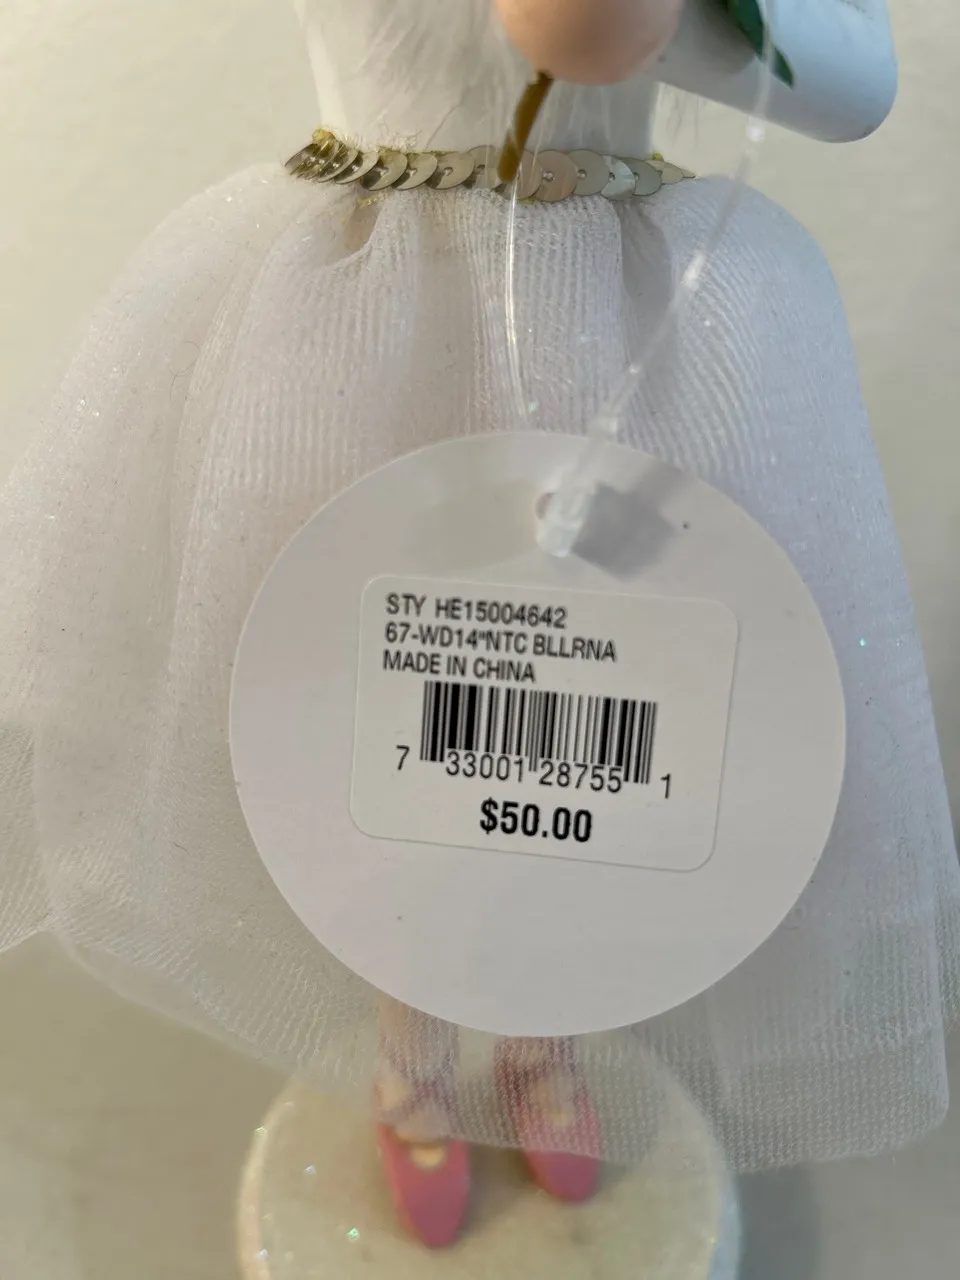 STY HE15004642
67-WD14"NTC BLLRNA
MADE IN CHINA
7 33001 28755 1
$50.00